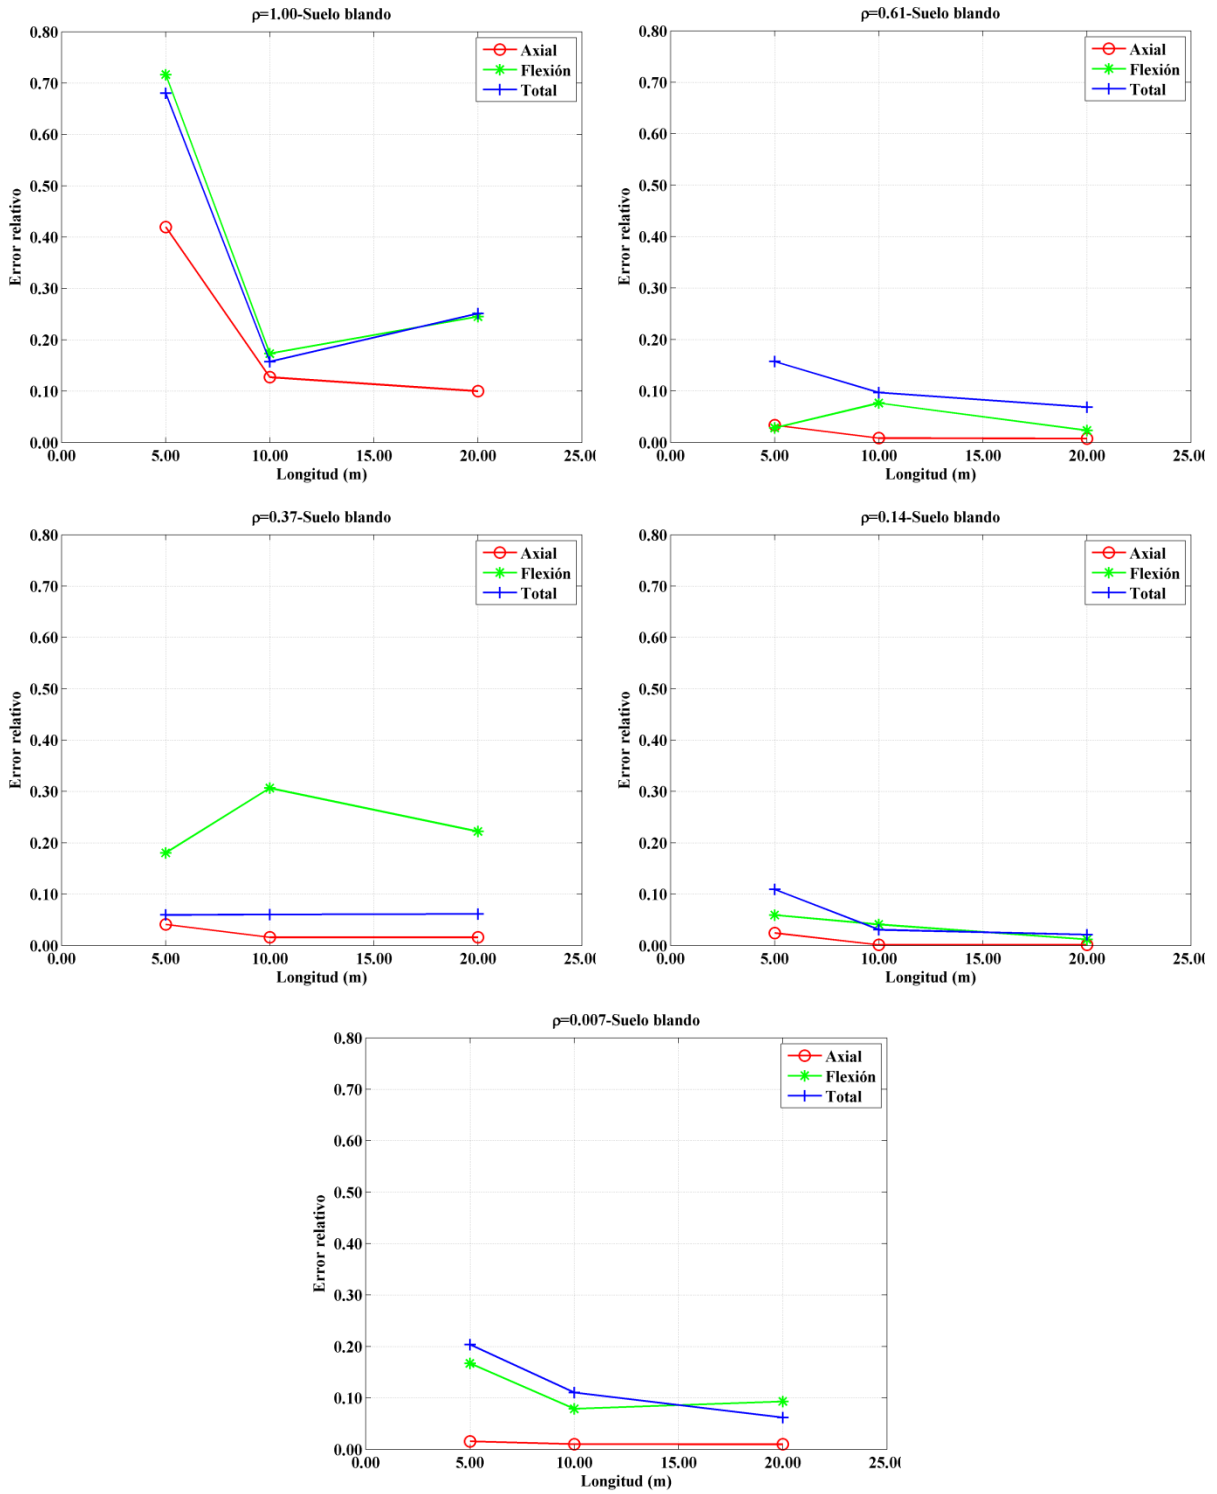 ρ=1.00-Suelo blando
0.80
0.70
0.60
0.50
0.40
0.30
0.20
0.10
0.00
Error relativo
0.00 5.00 10.00 15.00 20.00 25.00
Longitud (m)
Axial
Flexión
Total
ρ=0.61-Suelo blando
0.80
0.70
0.60
0.50
0.40
0.30
0.20
0.10
0.00
Error relativo
0.00 5.00 10.00 15.00 20.00 25.00
Longitud (m)
Axial
Flexión
Total
ρ=0.37-Suelo blando
0.80
0.70
0.60
0.50
0.40
0.30
0.20
0.10
0.00
Error relativo
0.00 5.00 10.00 15.00 20.00 25.00
Longitud (m)
Axial
Flexión
Total
ρ=0.14-Suelo blando
0.80
0.70
0.60
0.50
0.40
0.30
0.20
0.10
0.00
Error relativo
0.00 5.00 10.00 15.00 20.00 25.00
Longitud (m)
Axial
Flexión
Total
ρ=0.007-Suelo blando
0.80
0.70
0.60
0.50
0.40
0.30
0.20
0.10
0.00
Error relativo
0.00 5.00 10.00 15.00 20.00 25.00
Longitud (m)
Axial
Flexión
Total